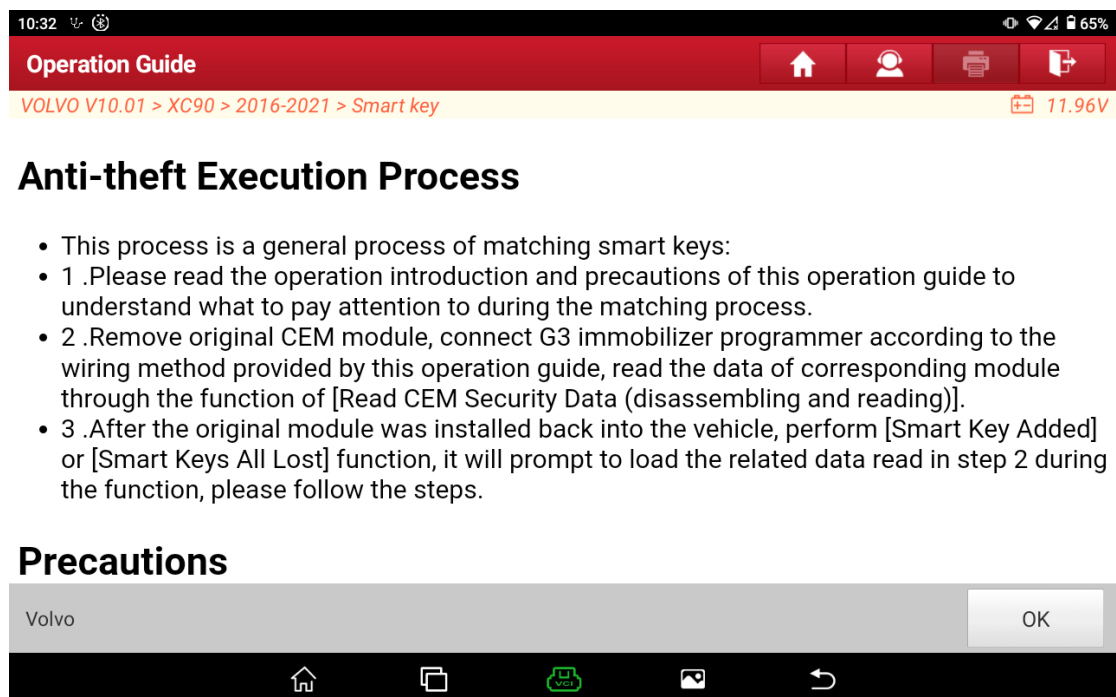 10:32 65%
Operation Guide
VOLVO V10.01 > XC90 > 2016-2021 > Smart key 11.96V
Anti-theft Execution Process
• This process is a general process of matching smart keys:
• 1 .Please read the operation introduction and precautions of this operation guide to
understand what to pay attention to during the matching process.
• 2 .Remove original CEM module, connect G3 immobilizer programmer according to the
wiring method provided by this operation guide, read the data of corresponding module
through the function of [Read CEM Security Data (disassembling and reading)].
• 3 .After the original module was installed back into the vehicle, perform [Smart Key Added]
or [Smart Keys All Lost] function, it will prompt to load the related data read in step 2 during
the function, please follow the steps.
Precautions
Volvo OK
VCI